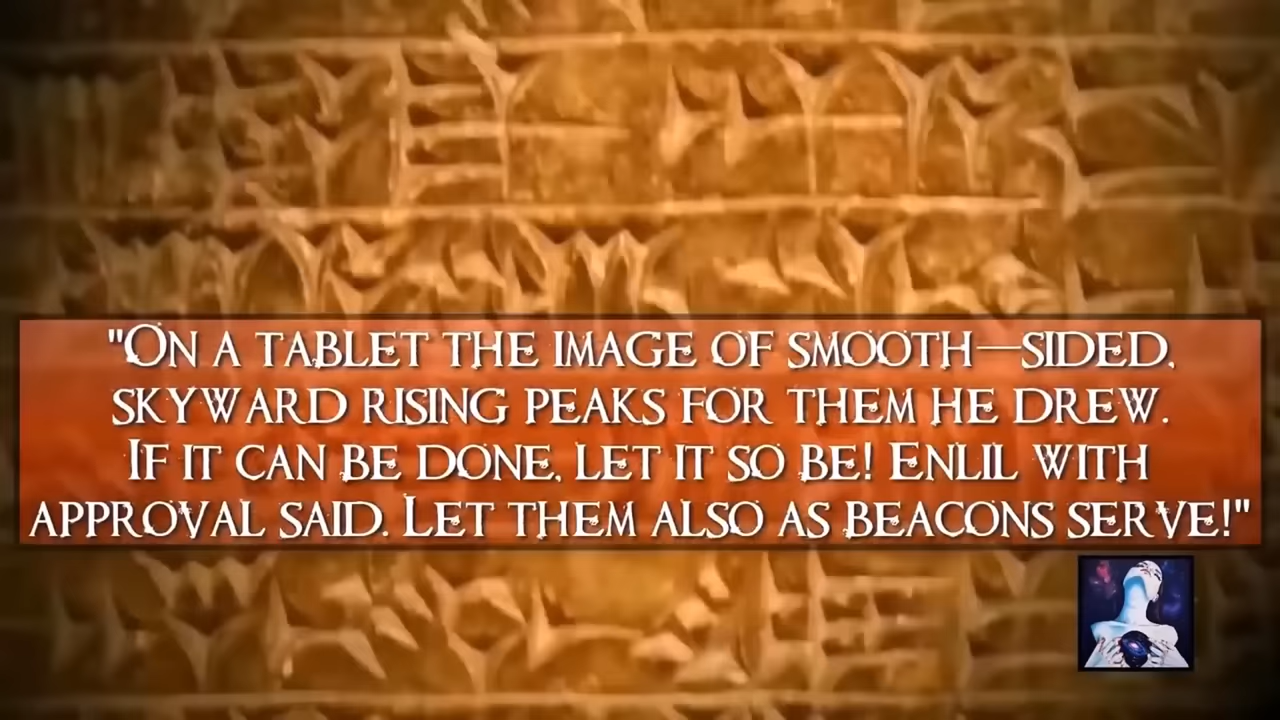 "On a tablet the image of smooth—sided,
skyward rising peaks for them he drew.
If it can be done, let it so be! Enlil with
approval said. Let them also as beacons serve!"